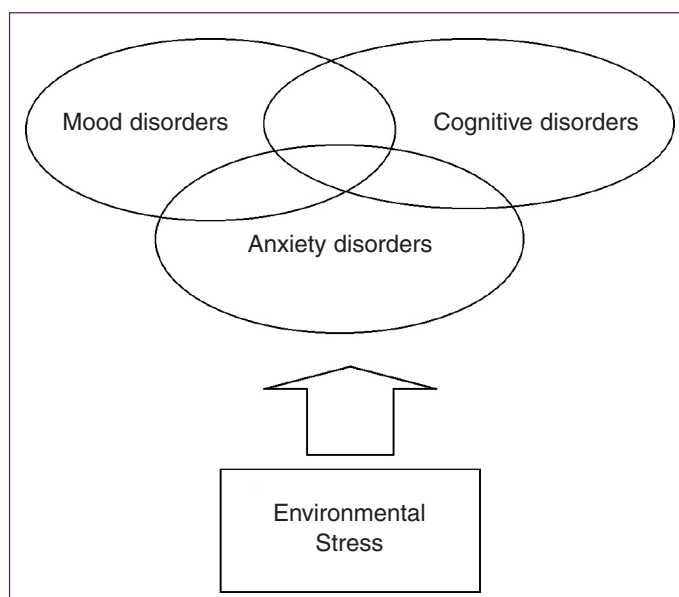 Mood disorders
Cognitive disorders
Anxiety disorders
Environmental
Stress